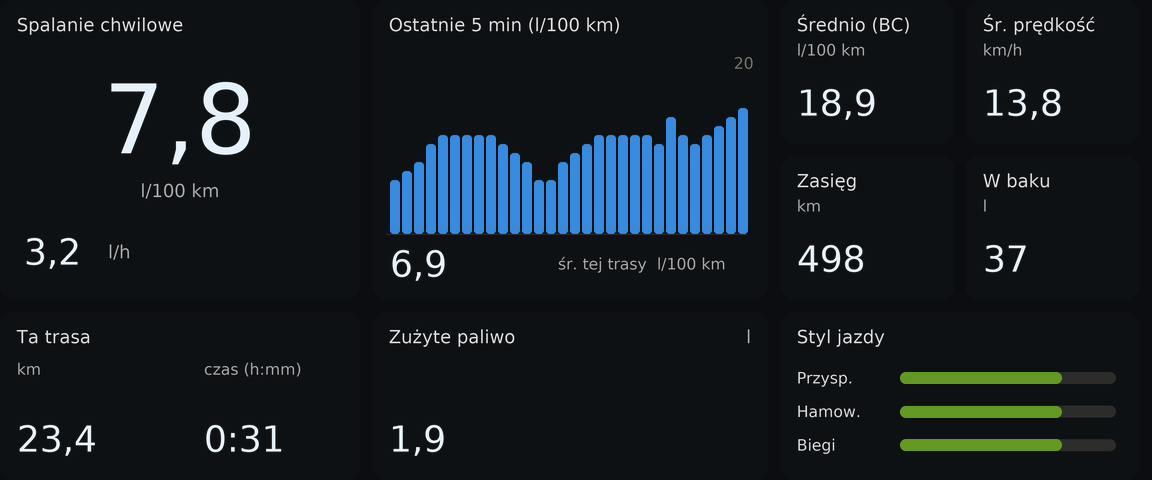 Spalanie chwilowe
7,8
l/100 km
3,2 l/h
Ostatnie 5 min (l/100 km)
20
6,9 śr. tej trasy l/100 km
Średnio (BC)
l/100 km
18,9
Śr. prędkość
km/h
13,8
Zasięg
km
498
W baku
l
37
Ta trasa
km czas (h:mm)
23,4 0:31
Zużyte paliwo l
1,9
Styl jazdy
Przysp.
Hamow.
Biegi